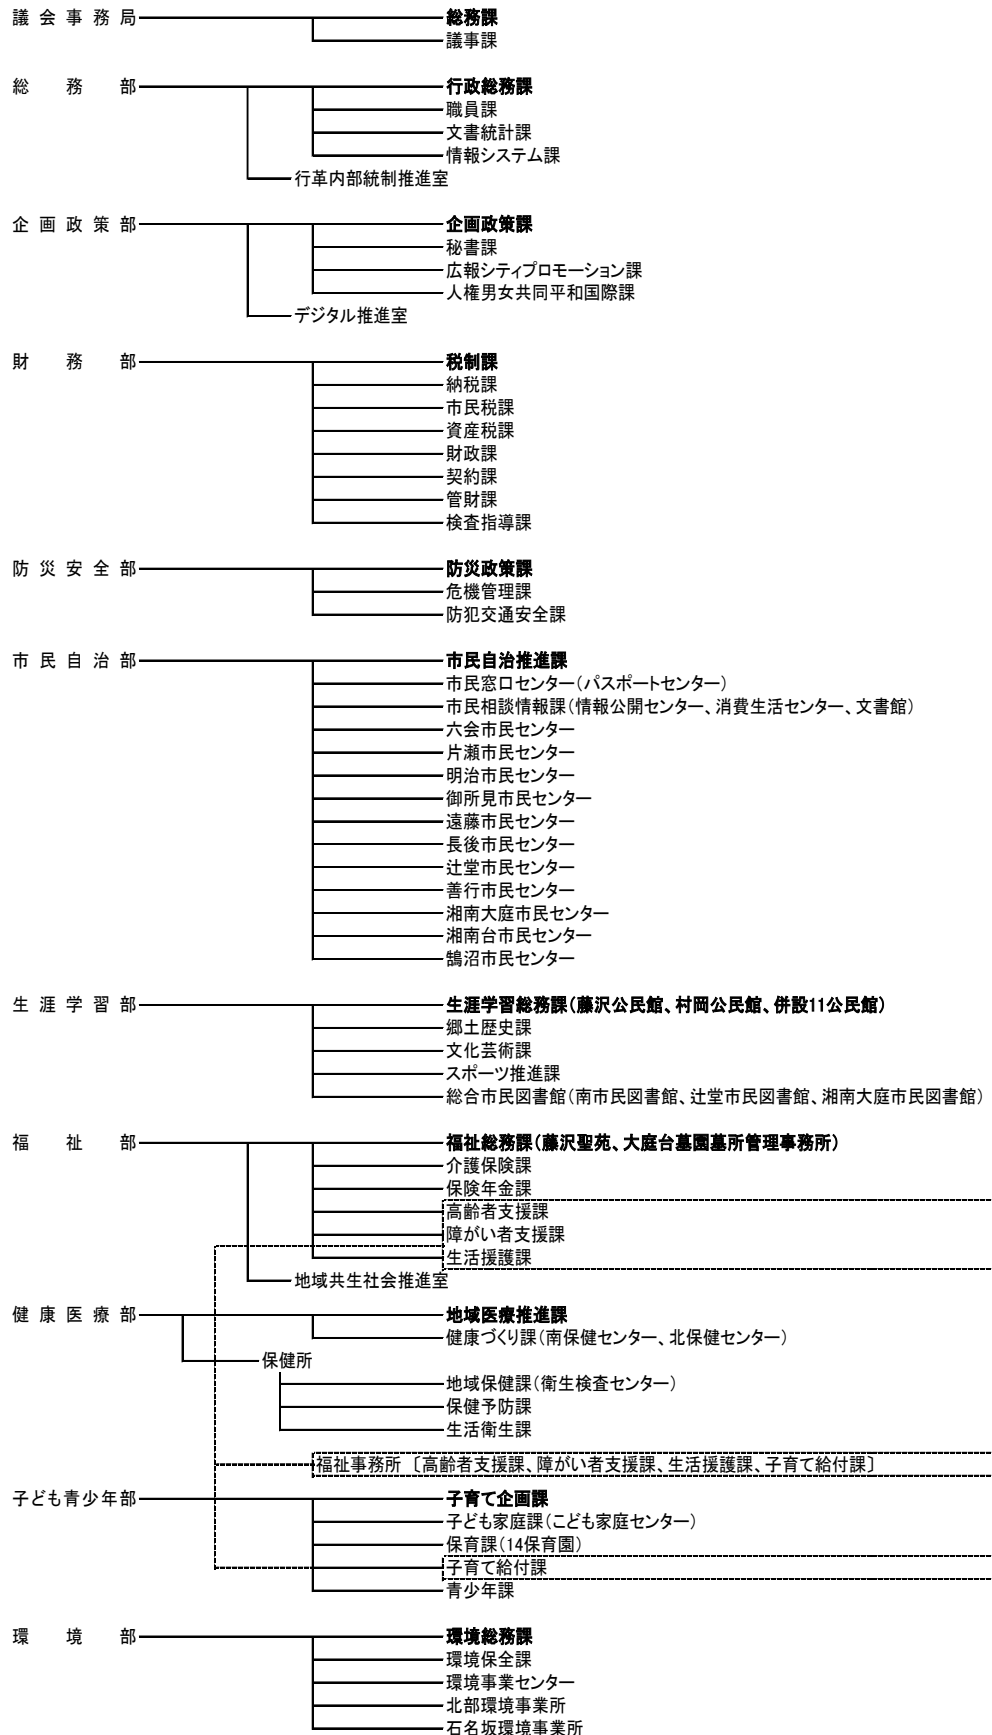 議会事務局 総務課
議事課
総務部 行政総務課
職員課
文書統計課
情報システム課
行革内部統制推進室
企画政策部 企画政策課
秘書課
広報シティプロモーション課
人権男女共同平和国際課
デジタル推進室
財務部 税制課
納税課
市民税課
資産税課
財政課
契約課
管財課
検査指導課
防災安全部 防災政策課
危機管理課
防犯交通安全課
市民自治部 市民自治推進課
市民窓口センター(パスポートセンター)
市民相談情報課(情報公開センター、消費生活センター、文書館)
六会市民センター
片瀬市民センター
明治市民センター
御所見市民センター
遠藤市民センター
長後市民センター
辻堂市民センター
善行市民センター
湘南大庭市民センター
湘南台市民センター
鵠沼市民センター
生涯学習部 生涯学習総務課(藤沢公民館、村岡公民館、併設11公民館)
郷土歴史課
文化芸術課
スポーツ推進課
総合市民図書館(南市民図書館、辻堂市民図書館、湘南大庭市民図書館)
福祉部 福祉総務課(藤沢聖苑、大庭台墓園墓所管理事務所)
介護保険課
保険年金課
高齢者支援課
障がい者支援課
生活援護課
地域共生社会推進室
健康医療部 地域医療推進課
健康づくり課(南保健センター、北保健センター)
保健所
地域保健課(衛生検査センター)
保健予防課
生活衛生課
福祉事務所 〔高齢者支援課、障がい者支援課、生活援護課、子育て給付課〕
子ども青少年部 子育て企画課
子ども家庭課(こども家庭センター)
保育課(14保育園)
子育て給付課
青少年課
環境部 環境総務課
環境保全課
環境事業センター
北部環境事業所
石名坂環境事業所